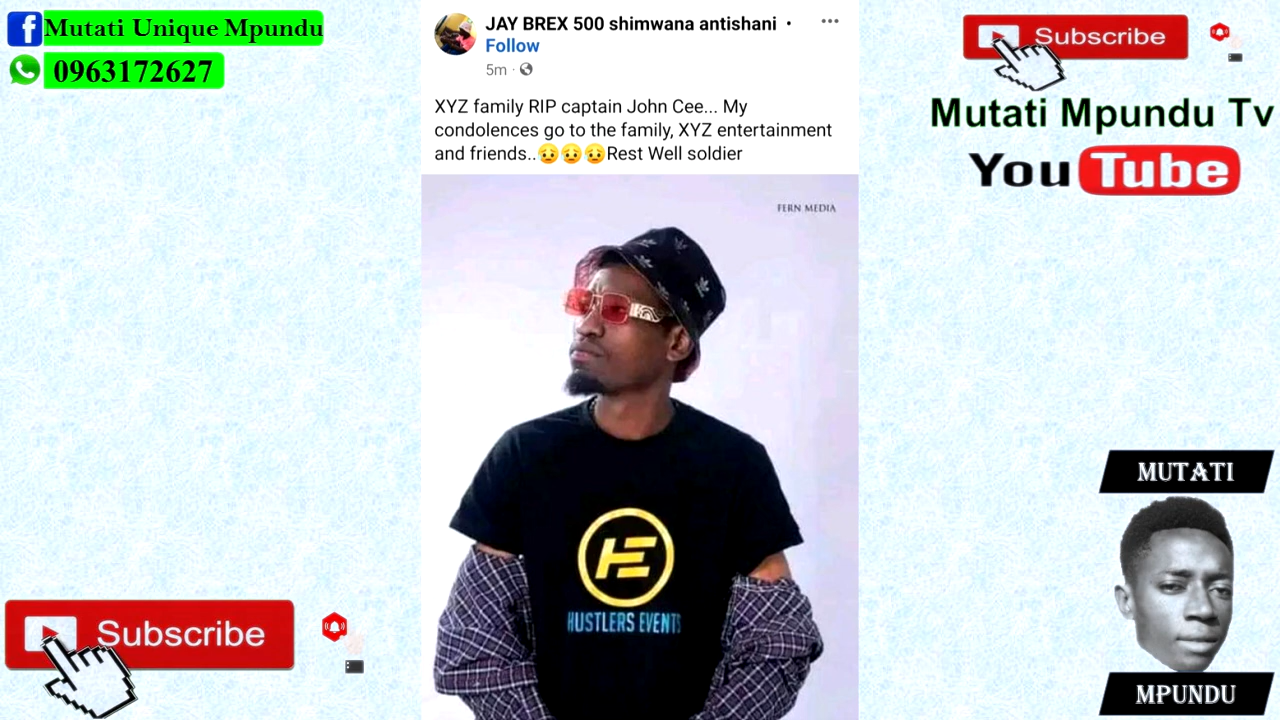 Mutati Unique Mpundu
0963172627
JAY BREX 500 shimwana antishani ·
Follow
5m ·
XYZ family RIP captain John Cee... My
condolences go to the family, XYZ entertainment
and friends..😥😥😥Rest Well soldier
FERN MEDIA
HE
HUSTLERS EVENTS
Subscribe
Mutati Mpundu Tv
YouTube
MUTATI
MPUNDU
Subscribe